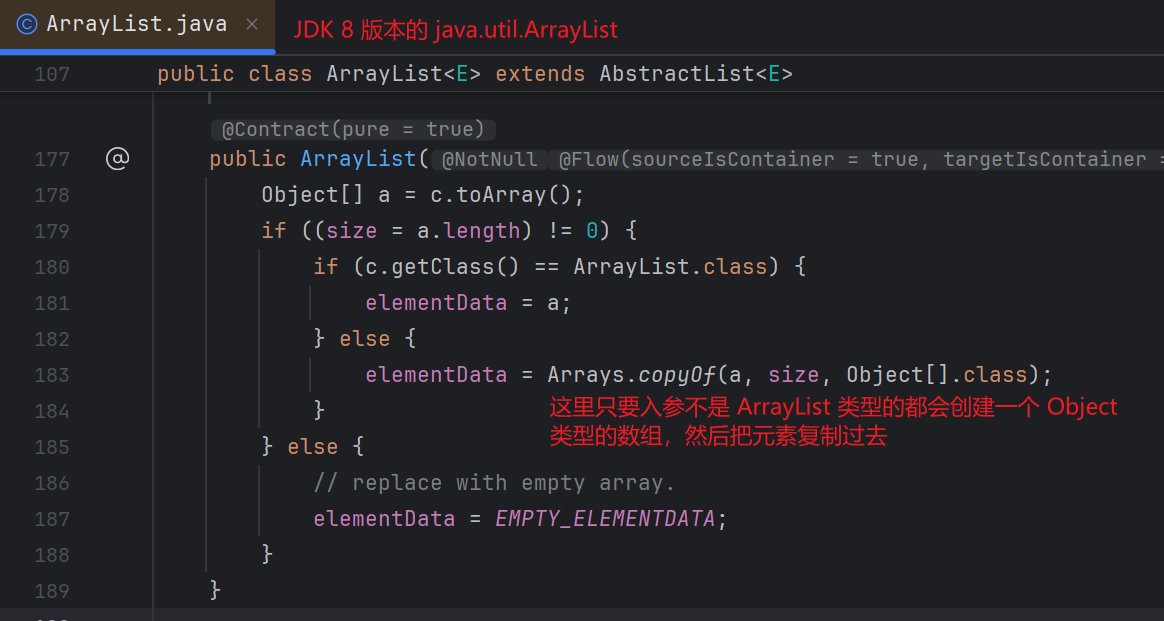 ArrayList.java
JDK 8 版本的 java.util.ArrayList
107 public class ArrayList<E> extends AbstractList<E>
@Contract(pure = true)
177 @ public ArrayList( @NotNull @Flow(sourceIsContainer = true, targetIsContainer =
178 Object[] a = c.toArray();
179 if ((size = a.length) != 0) {
180 if (c.getClass() == ArrayList.class) {
181 elementData = a;
182 } else {
183 elementData = Arrays.copyOf(a, size, Object[].class);
这里只要入参不是 ArrayList 类型的都会创建一个 Object
184 }
类型的数组，然后把元素复制过去
185 } else {
186 // replace with empty array.
187 elementData = EMPTY_ELEMENTDATA;
188 }
189 }